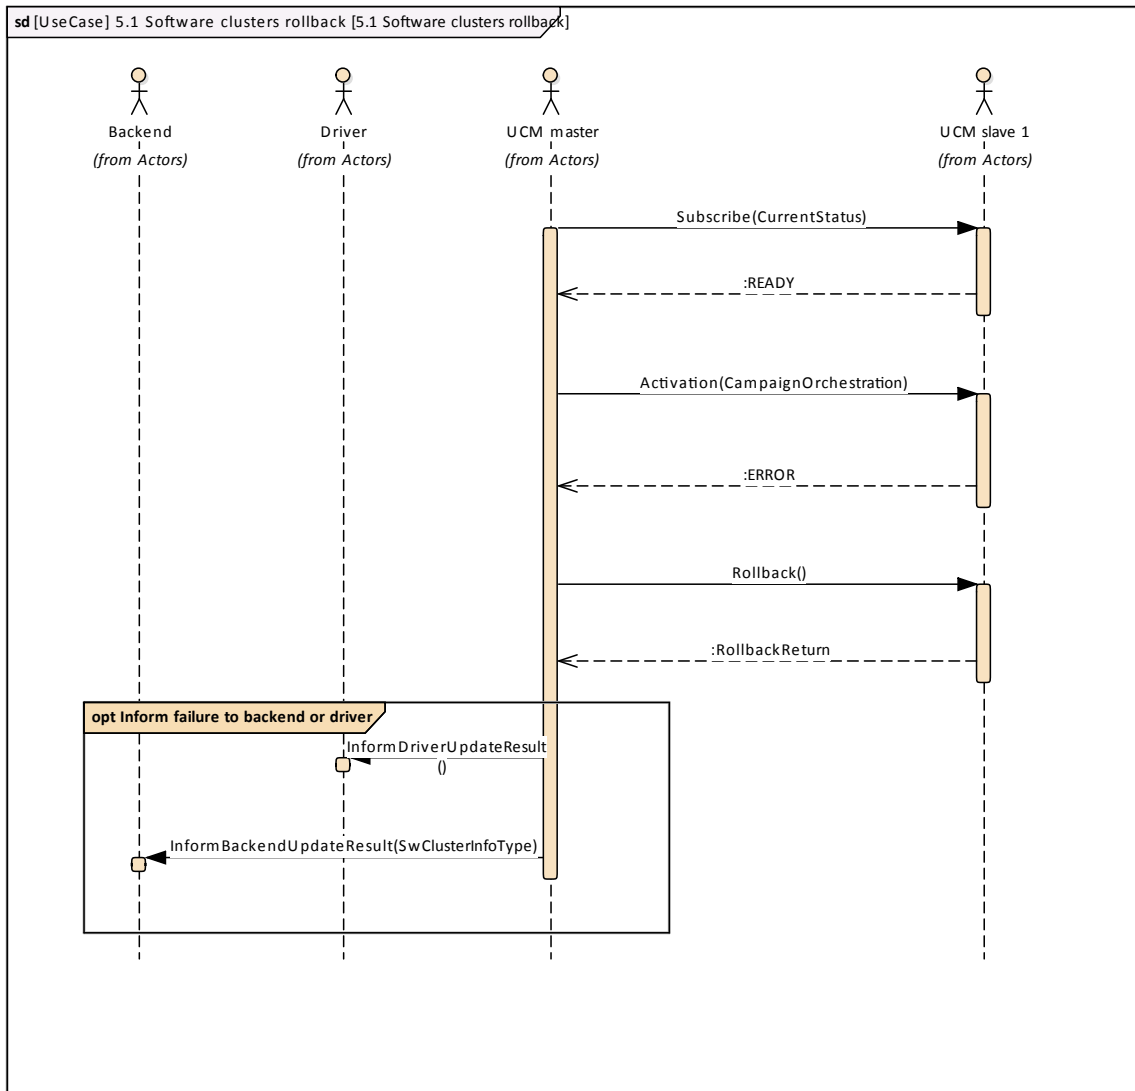 sd [UseCase] 5.1 Software clusters rollback [5.1 Software clusters rollback]
Backend
(from Actors)
Driver
(from Actors)
UCM master
(from Actors)
UCM slave 1
(from Actors)
Subscribe(CurrentStatus)
:READY
Activation(CampaignOrchestration)
:ERROR
Rollback()
:RollbackReturn
opt Inform failure to backend or driver
InformDriverUpdateResult
()
InformBackendUpdateResult(SwClusterInfoType)